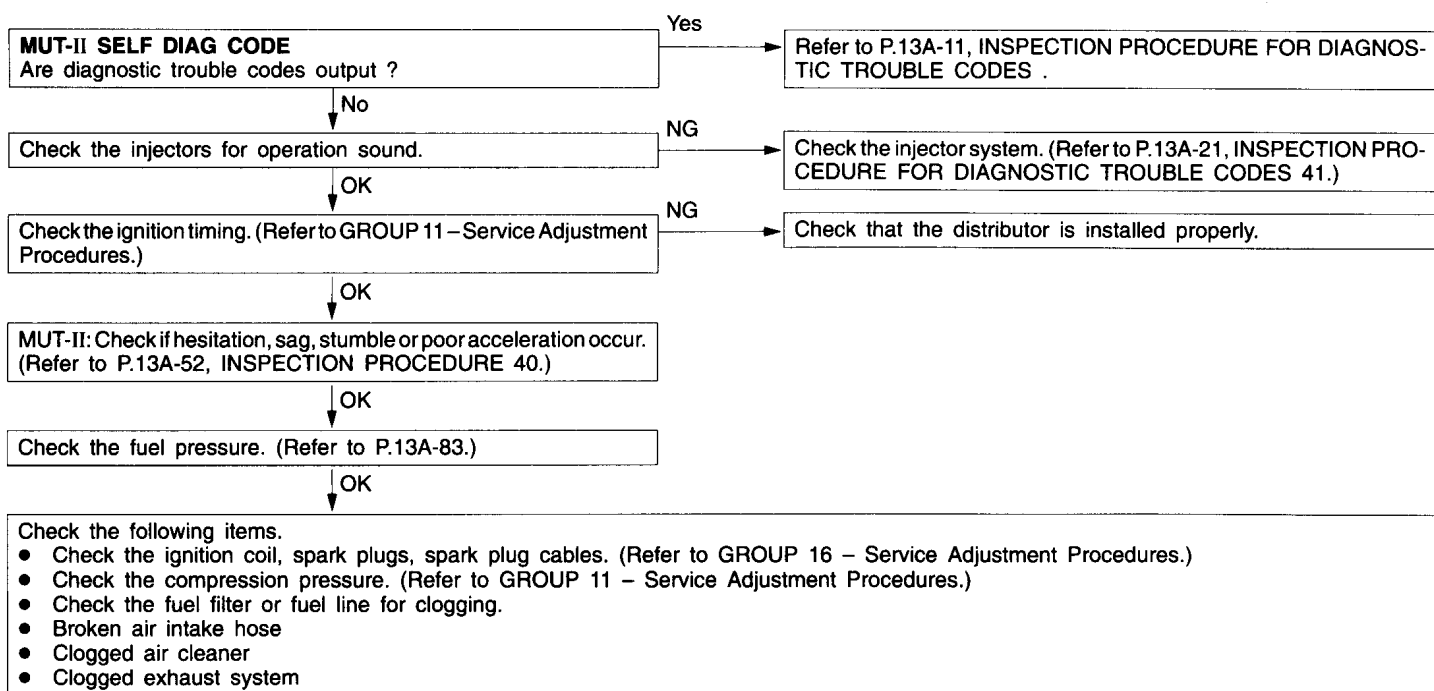 Yes
MUT-II SELF DIAG CODE
Are diagnostic trouble codes output ?
Refer to P.13A-11, INSPECTION PROCEDURE FOR DIAGNOS-
TIC TROUBLE CODES .
No
NG
Check the injectors for operation sound.
Check the injector system. (Refer to P.13A-21, INSPECTION PRO-
CEDURE FOR DIAGNOSTIC TROUBLE CODES 41.)
OK
NG
Check the ignition timing. (Refer to GROUP 11 – Service Adjustment
Procedures.)
Check that the distributor is installed properly.
OK
MUT-II: Check if hesitation, sag, stumble or poor acceleration occur.
(Refer to P.13A-52, INSPECTION PROCEDURE 40.)
OK
Check the fuel pressure. (Refer to P.13A-83.)
OK
Check the following items.
● Check the ignition coil, spark plugs, spark plug cables. (Refer to GROUP 16 – Service Adjustment Procedures.)
● Check the compression pressure. (Refer to GROUP 11 – Service Adjustment Procedures.)
● Check the fuel filter or fuel line for clogging.
● Broken air intake hose
● Clogged air cleaner
● Clogged exhaust system